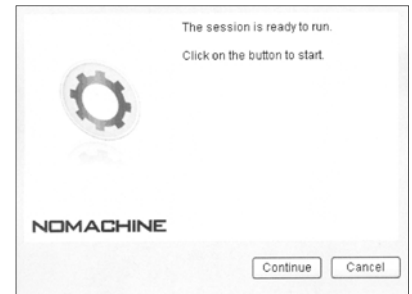 The session is ready to run.
Click on the button to start.
NOMACHINE
Continue
Cancel